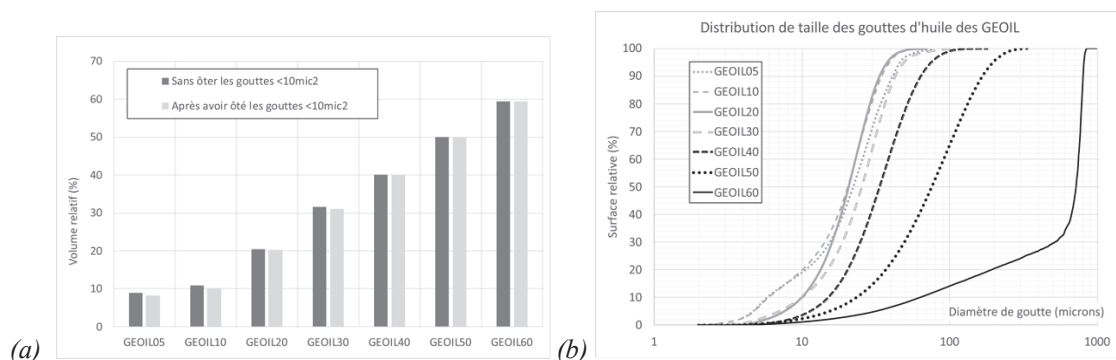 70
60
50
40
30
20
10
0
Volume relatif (%)
Sans ôter les gouttes <10mic2
Après avoir ôté les gouttes <10mic2
GEOIL05 GEOIL10 GEOIL20 GEOIL30 GEOIL40 GEOIL50 GEOIL60
(a)
Distribution de taille des gouttes d'huile des GEOIL
100
90
80
70
60
50
40
30
20
10
0
Surface relative (%)
GEOIL05
GEOIL10
GEOIL20
GEOIL30
GEOIL40
GEOIL50
GEOIL60
Diamètre de goutte (microns)
1 10 100 1000
(b)